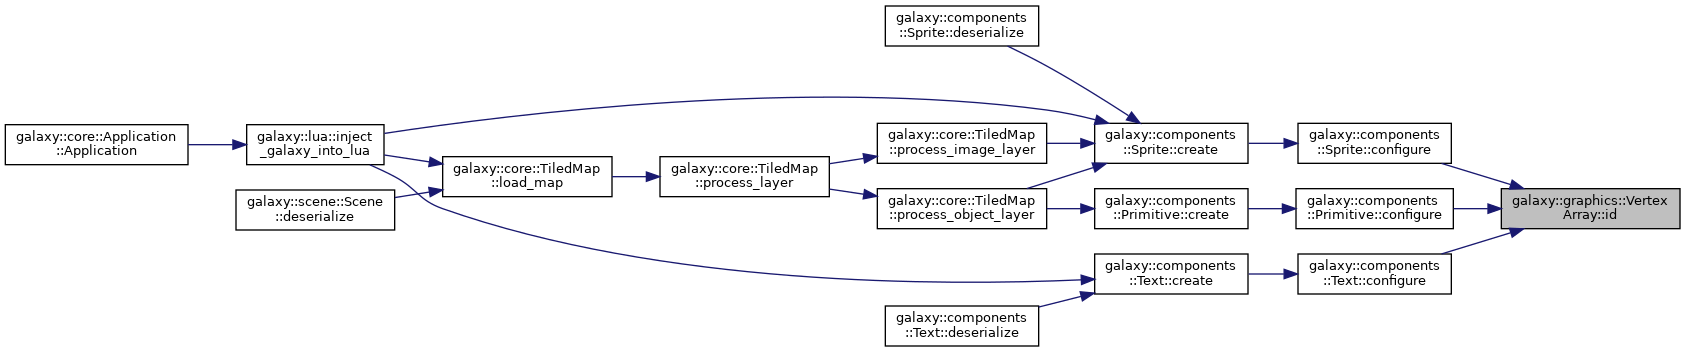 galaxy::components
::Sprite::deserialize
galaxy::core::Application
::Application
galaxy::lua::inject
_galaxy_into_lua
galaxy::scene::Scene
::deserialize
galaxy::core::TiledMap
::load_map
galaxy::core::TiledMap
::process_layer
galaxy::core::TiledMap
::process_image_layer
galaxy::core::TiledMap
::process_object_layer
galaxy::components
::Sprite::create
galaxy::components
::Primitive::create
galaxy::components
::Text::create
galaxy::components
::Text::deserialize
galaxy::components
::Sprite::configure
galaxy::components
::Primitive::configure
galaxy::components
::Text::configure
galaxy::graphics::Vertex
Array::id